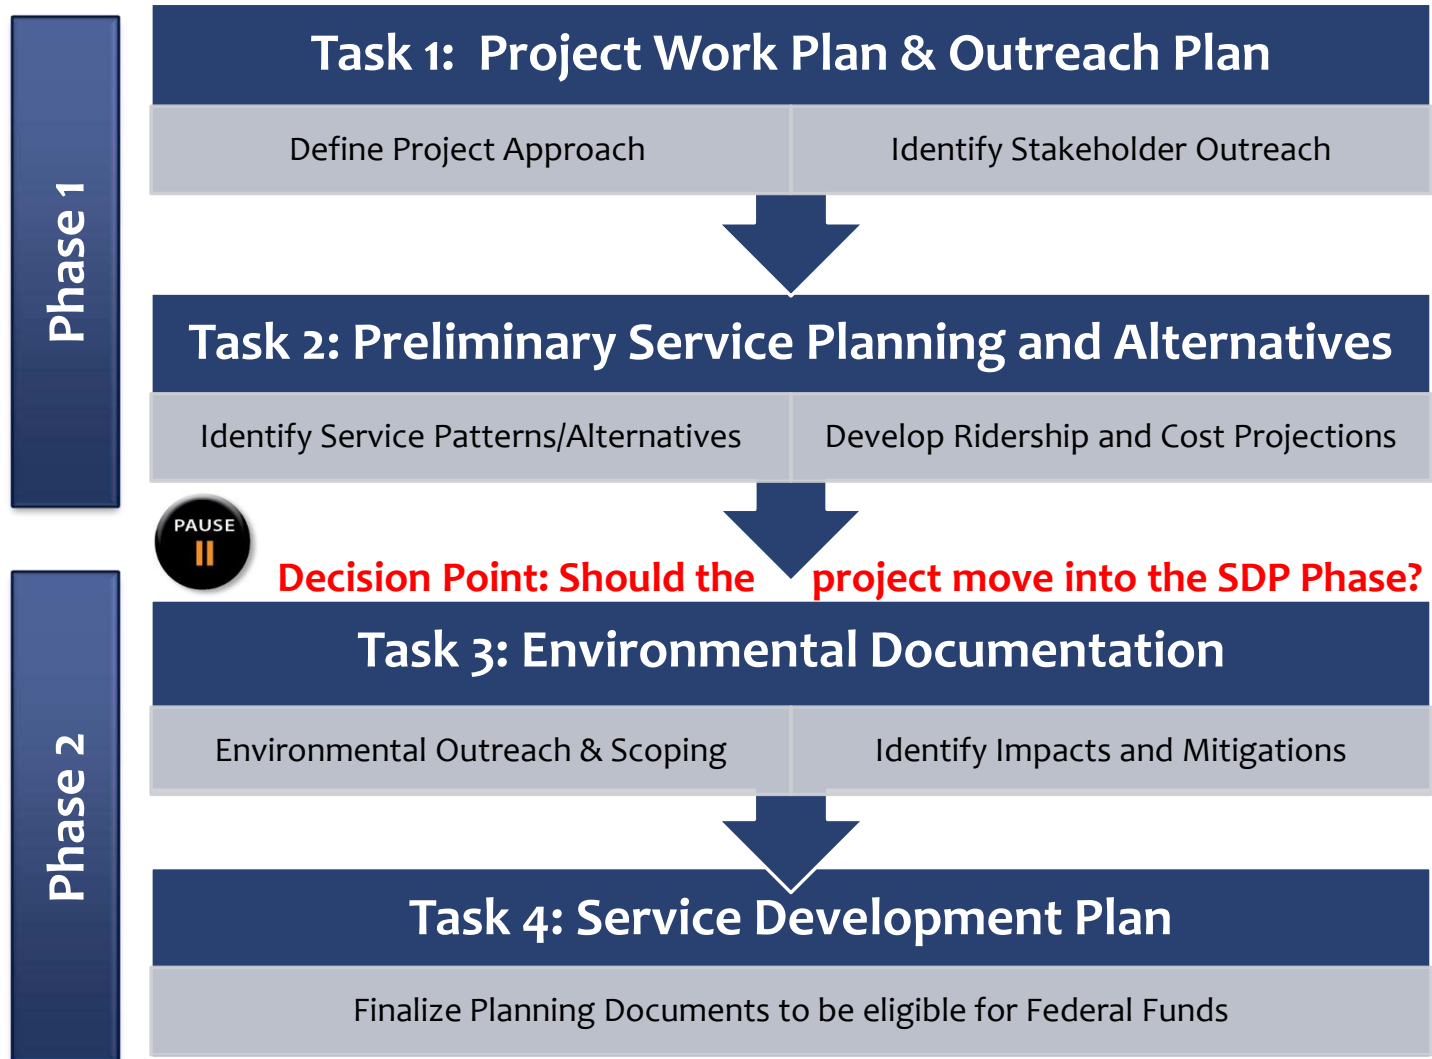 Phase 1
Task 1: Project Work Plan & Outreach Plan
Define Project Approach
Identify Stakeholder Outreach
Task 2: Preliminary Service Planning and Alternatives
Identify Service Patterns/Alternatives
Develop Ridership and Cost Projections
PAUSE
Decision Point: Should the project move into the SDP Phase?
Phase 2
Task 3: Environmental Documentation
Environmental Outreach & Scoping
Identify Impacts and Mitigations
Task 4: Service Development Plan
Finalize Planning Documents to be eligible for Federal Funds